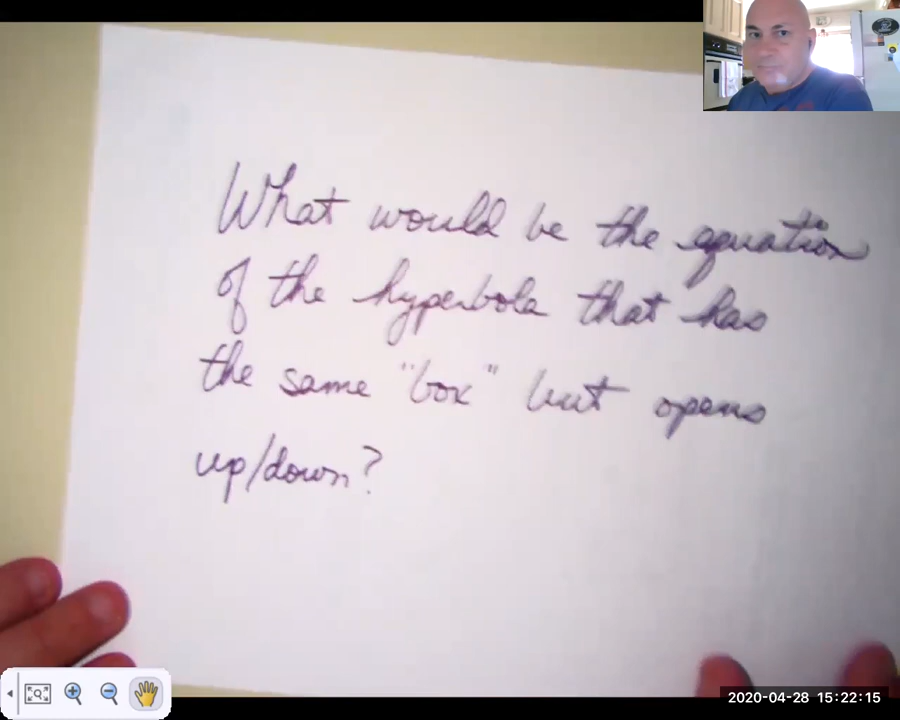 What would be the equation
of the hyperbola that has
the same "box" but opens
up/down?
2020-04-28 15:22:15